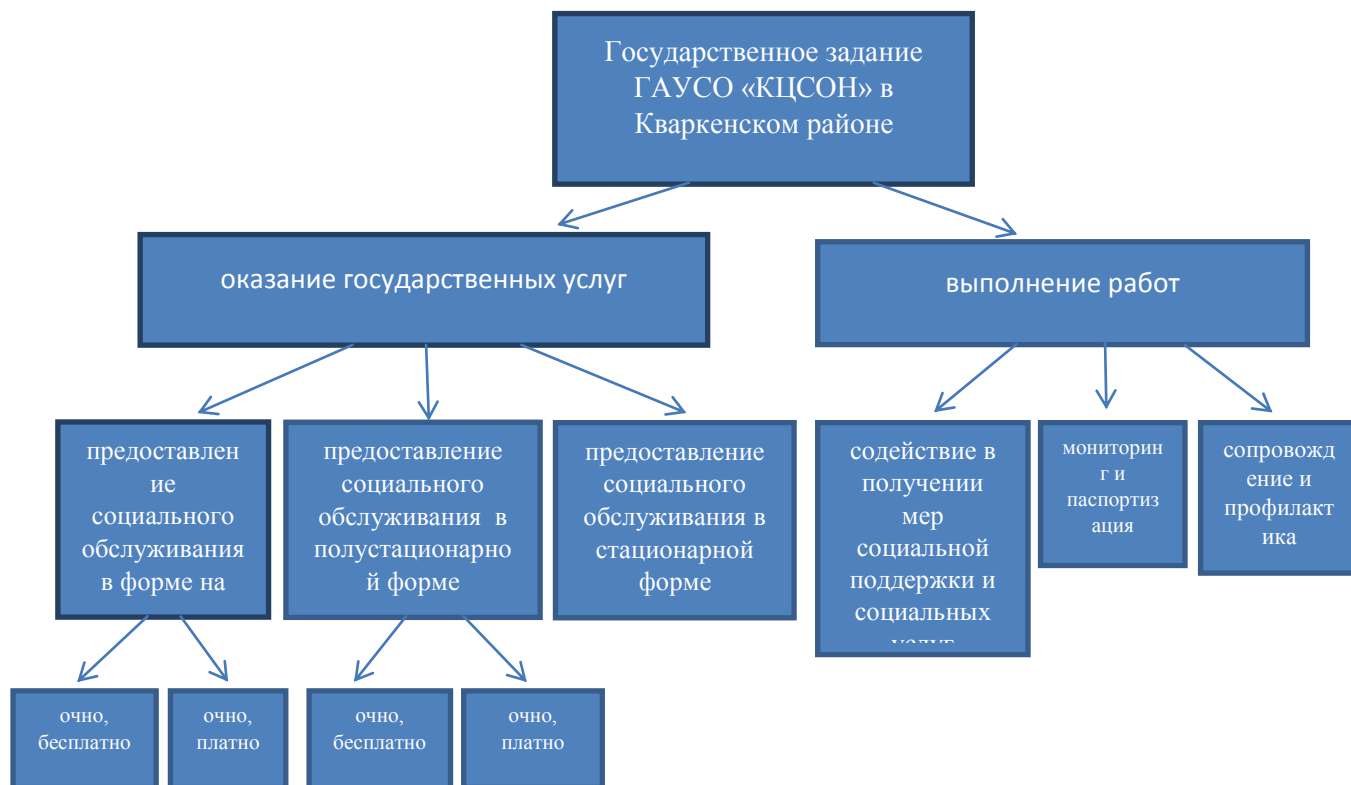 Государственное задание
ГАУСО «КЦСОН» в
Кваркенском районе
оказание государственных услуг
выполнение работ
предоставлен
ие
социального
обслуживания
в форме на
предоставление
социального
обслуживания в
полустационарно
й форме
предоставление
социального
обслуживания в
стационарной
форме
содействие в
получении
мер
социальной
поддержки и
социальных
услуг
мониторин
г и
паспортиз
ация
сопровожд
ение и
профилакт
ика
очно,
бесплатно
очно,
платно
очно,
бесплатно
очно,
платно